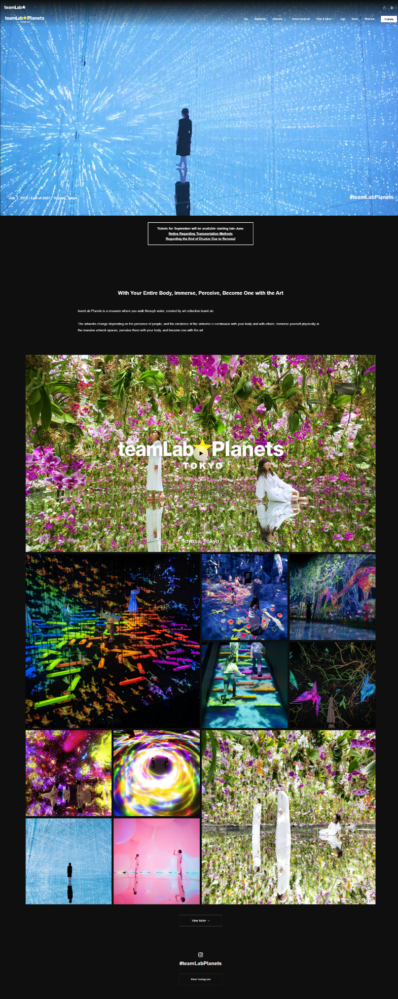 teamLab★
teamLab★Planets
TOKYO
Top
Highlights
Artworks
About teamLab
Dine & Store
App
News
Visit Us
Tickets
July 7, 2018 - End of 2027 Toyosu, Tokyo
#teamLabPlanets
Tickets for September will be available starting late-June.
Notice Regarding Transportation Methods
Regarding the End of Display Due to Renewal
With Your Entire Body, Immerse, Perceive, Become One with the Art
teamLab Planets is a museum where you walk through water, created by art collective teamLab.
The artworks change depending on the presence of people, and the existence of the artworks is continuous with your body and with others. Immerse yourself physically in
the massive artwork spaces, perceive them with your body, and become one with the art.
teamLab★Planets
TOKYO
Toyosu, Tokyo
View More
#teamLabPlanets
View Instagram